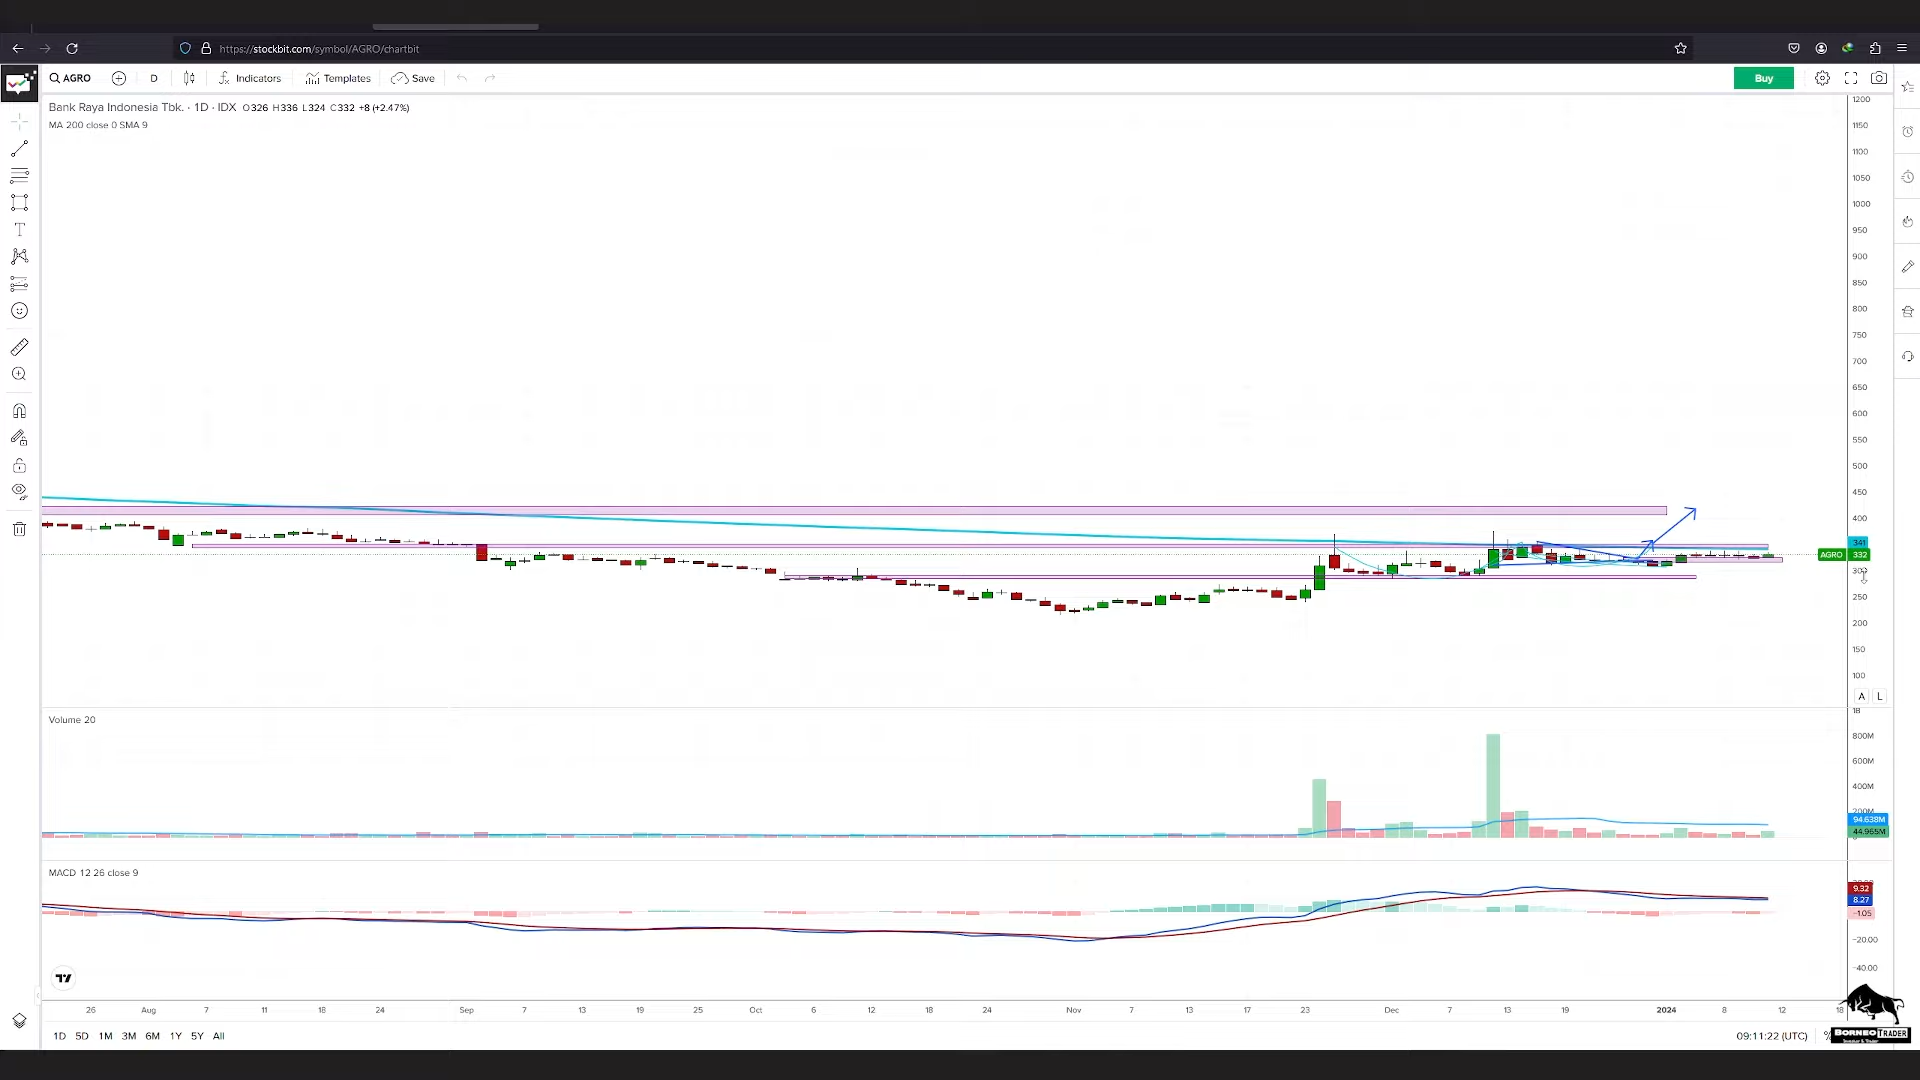 https://stockbit.com/symbol/AGRO/chartbit
AGRO D Indicators Templates Save Buy
Bank Raya Indonesia Tbk. · 1D · IDX O326 H336 L324 C332 +8 (+2.47%)
MA 200 close 0 SMA 9
1200
1150
1100
1050
1000
950
900
850
800
750
700
650
600
550
500
450
400
341
AGRO 332
300
250
200
150
100
A L
Volume 20
1B
800M
600M
400M
200M
94.638M
44.965M
MACD 12 26 close 9
9.32
8.27
−1.05
−20.00
−40.00
26 Aug 7 11 18 24 Sep 7 13 19 25 Oct 6 12 18 24 Nov 7 13 17 23 Dec 7 13 19 2024 8 12 18
1D 5D 1M 3M 6M 1Y 5Y All 09:11:22 (UTC) %
BORNEO TRADER
Investor & Trader